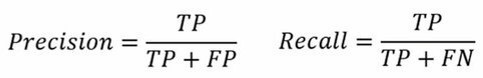 Precision = TP / TP + FP    Recall = TP / TP + FN